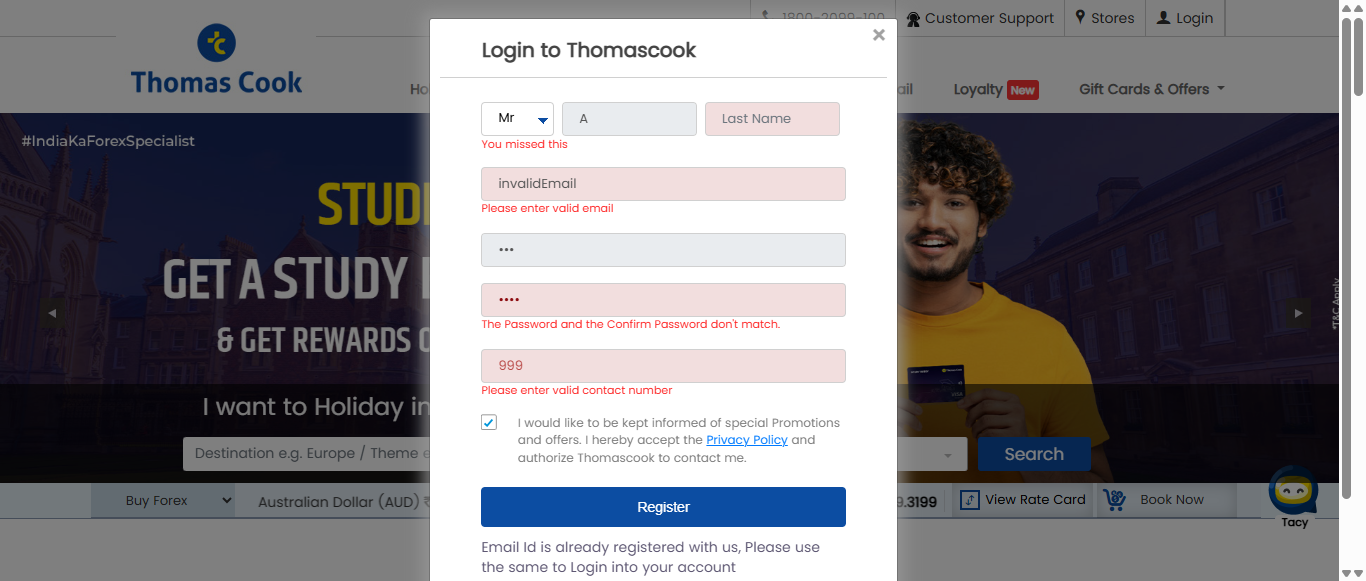 1800-2099-100
Customer Support
Stores
Login
Thomas Cook
Login to Thomascook
×
Ho
ail
Loyalty New
Gift Cards & Offers
#IndiaKaForexSpecialist
Mr
A
Last Name
You missed this
invalidEmail
Please enter valid email
•••
••••
The Password and the Confirm Password don't match.
999
Please enter valid contact number
I would like to be kept informed of special Promotions
and offers. I hereby accept the Privacy Policy and
authorize Thomascook to contact me.
Register
Email Id is already registered with us, Please use
the same to Login into your account
STUD
GET A STUDY
& GET REWARDS
*T&C Apply
I want to Holiday in
Destination e.g. Europe / Theme e
Search
Buy Forex
Australian Dollar (AUD) ₹
9.3199
View Rate Card
Book Now
Tacy